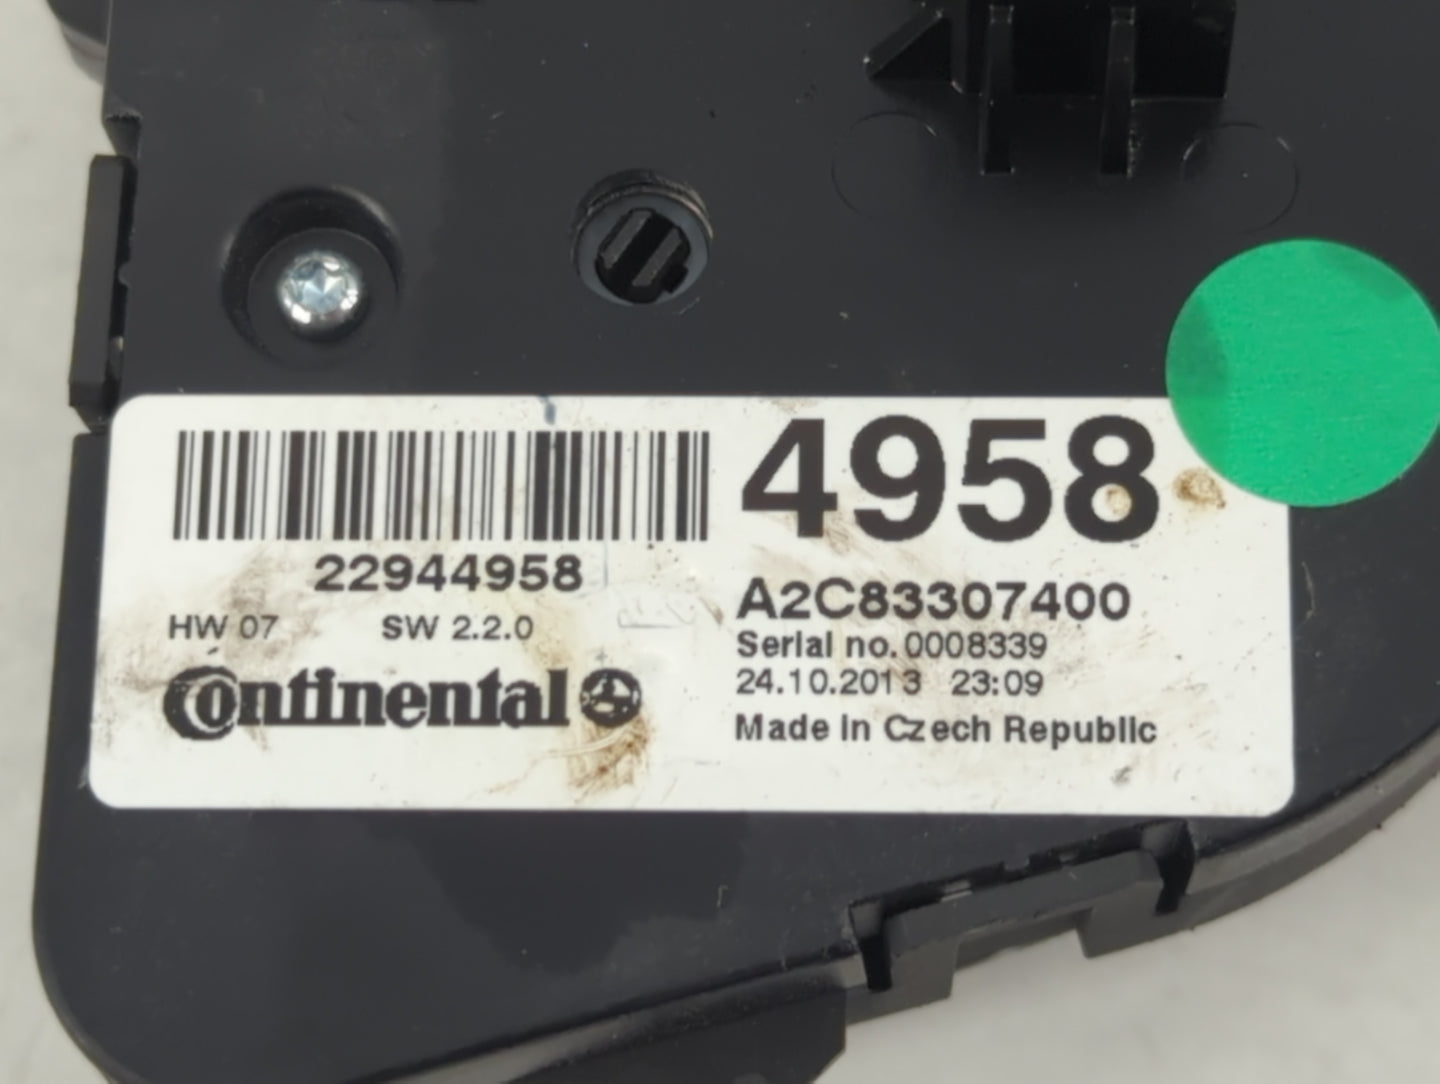 4958
22944958
A2C83307400
HW 07 SW 2.2.0
Serial no. 0008339
Continental
24.10.2013 23:09
Made in Czech Republic